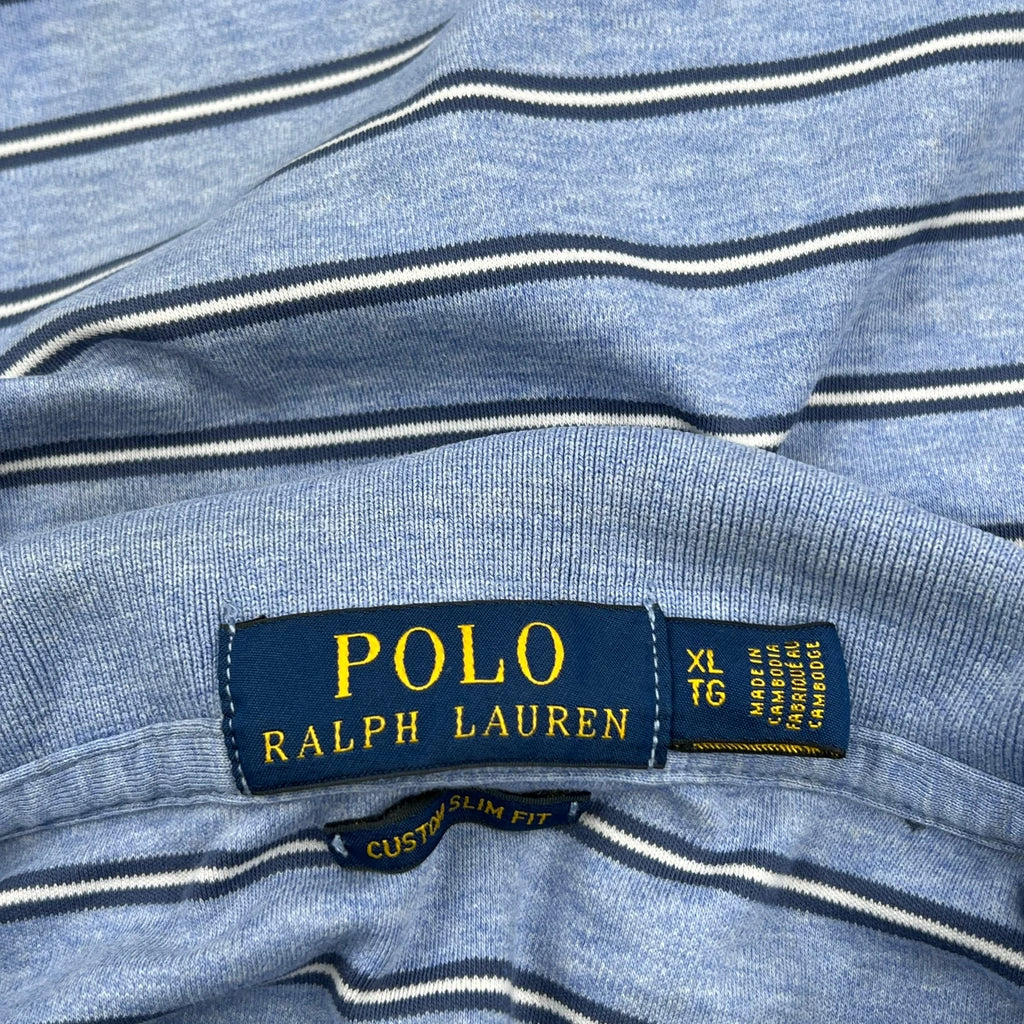 POLO
RALPH LAUREN
XL
TG
MADE IN
CAMBODIA
FABRIQUÉ AU
CAMBODGE
CUSTOM SLIM FIT